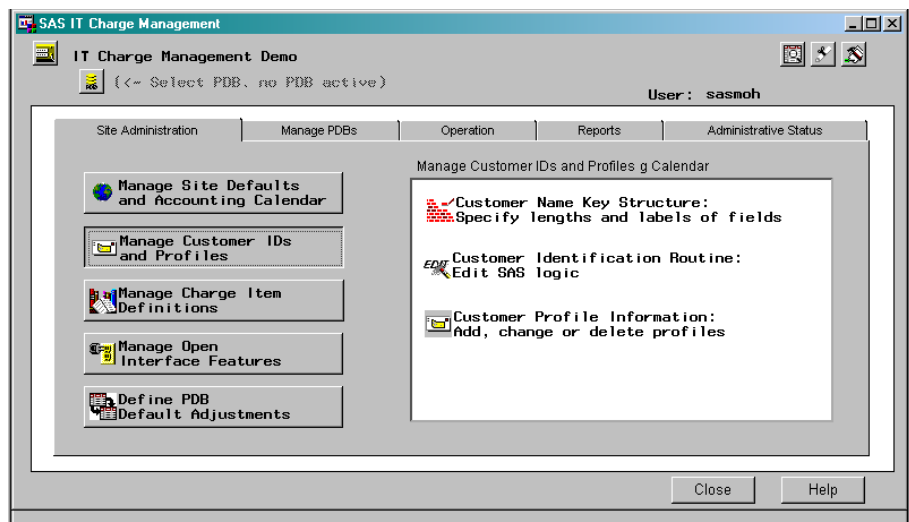 SAS IT Charge Management
IT Charge Management Demo
(<- Select PDB, no PDB active)
User: sasmoh
Site Administration
Manage PDBs
Operation
Reports
Administrative Status
Manage Site Defaults
and Accounting Calendar
Manage Customer IDs
and Profiles
Manage Charge Item
Definitions
Manage Open
Interface Features
Define PDB
Default Adjustments
Manage Customer IDs and Profiles g Calendar
Customer Name Key Structure:
Specify lengths and labels of fields
EDIT
Customer Identification Routine:
Edit SAS logic
Customer Profile Information:
Add, change or delete profiles
Close
Help